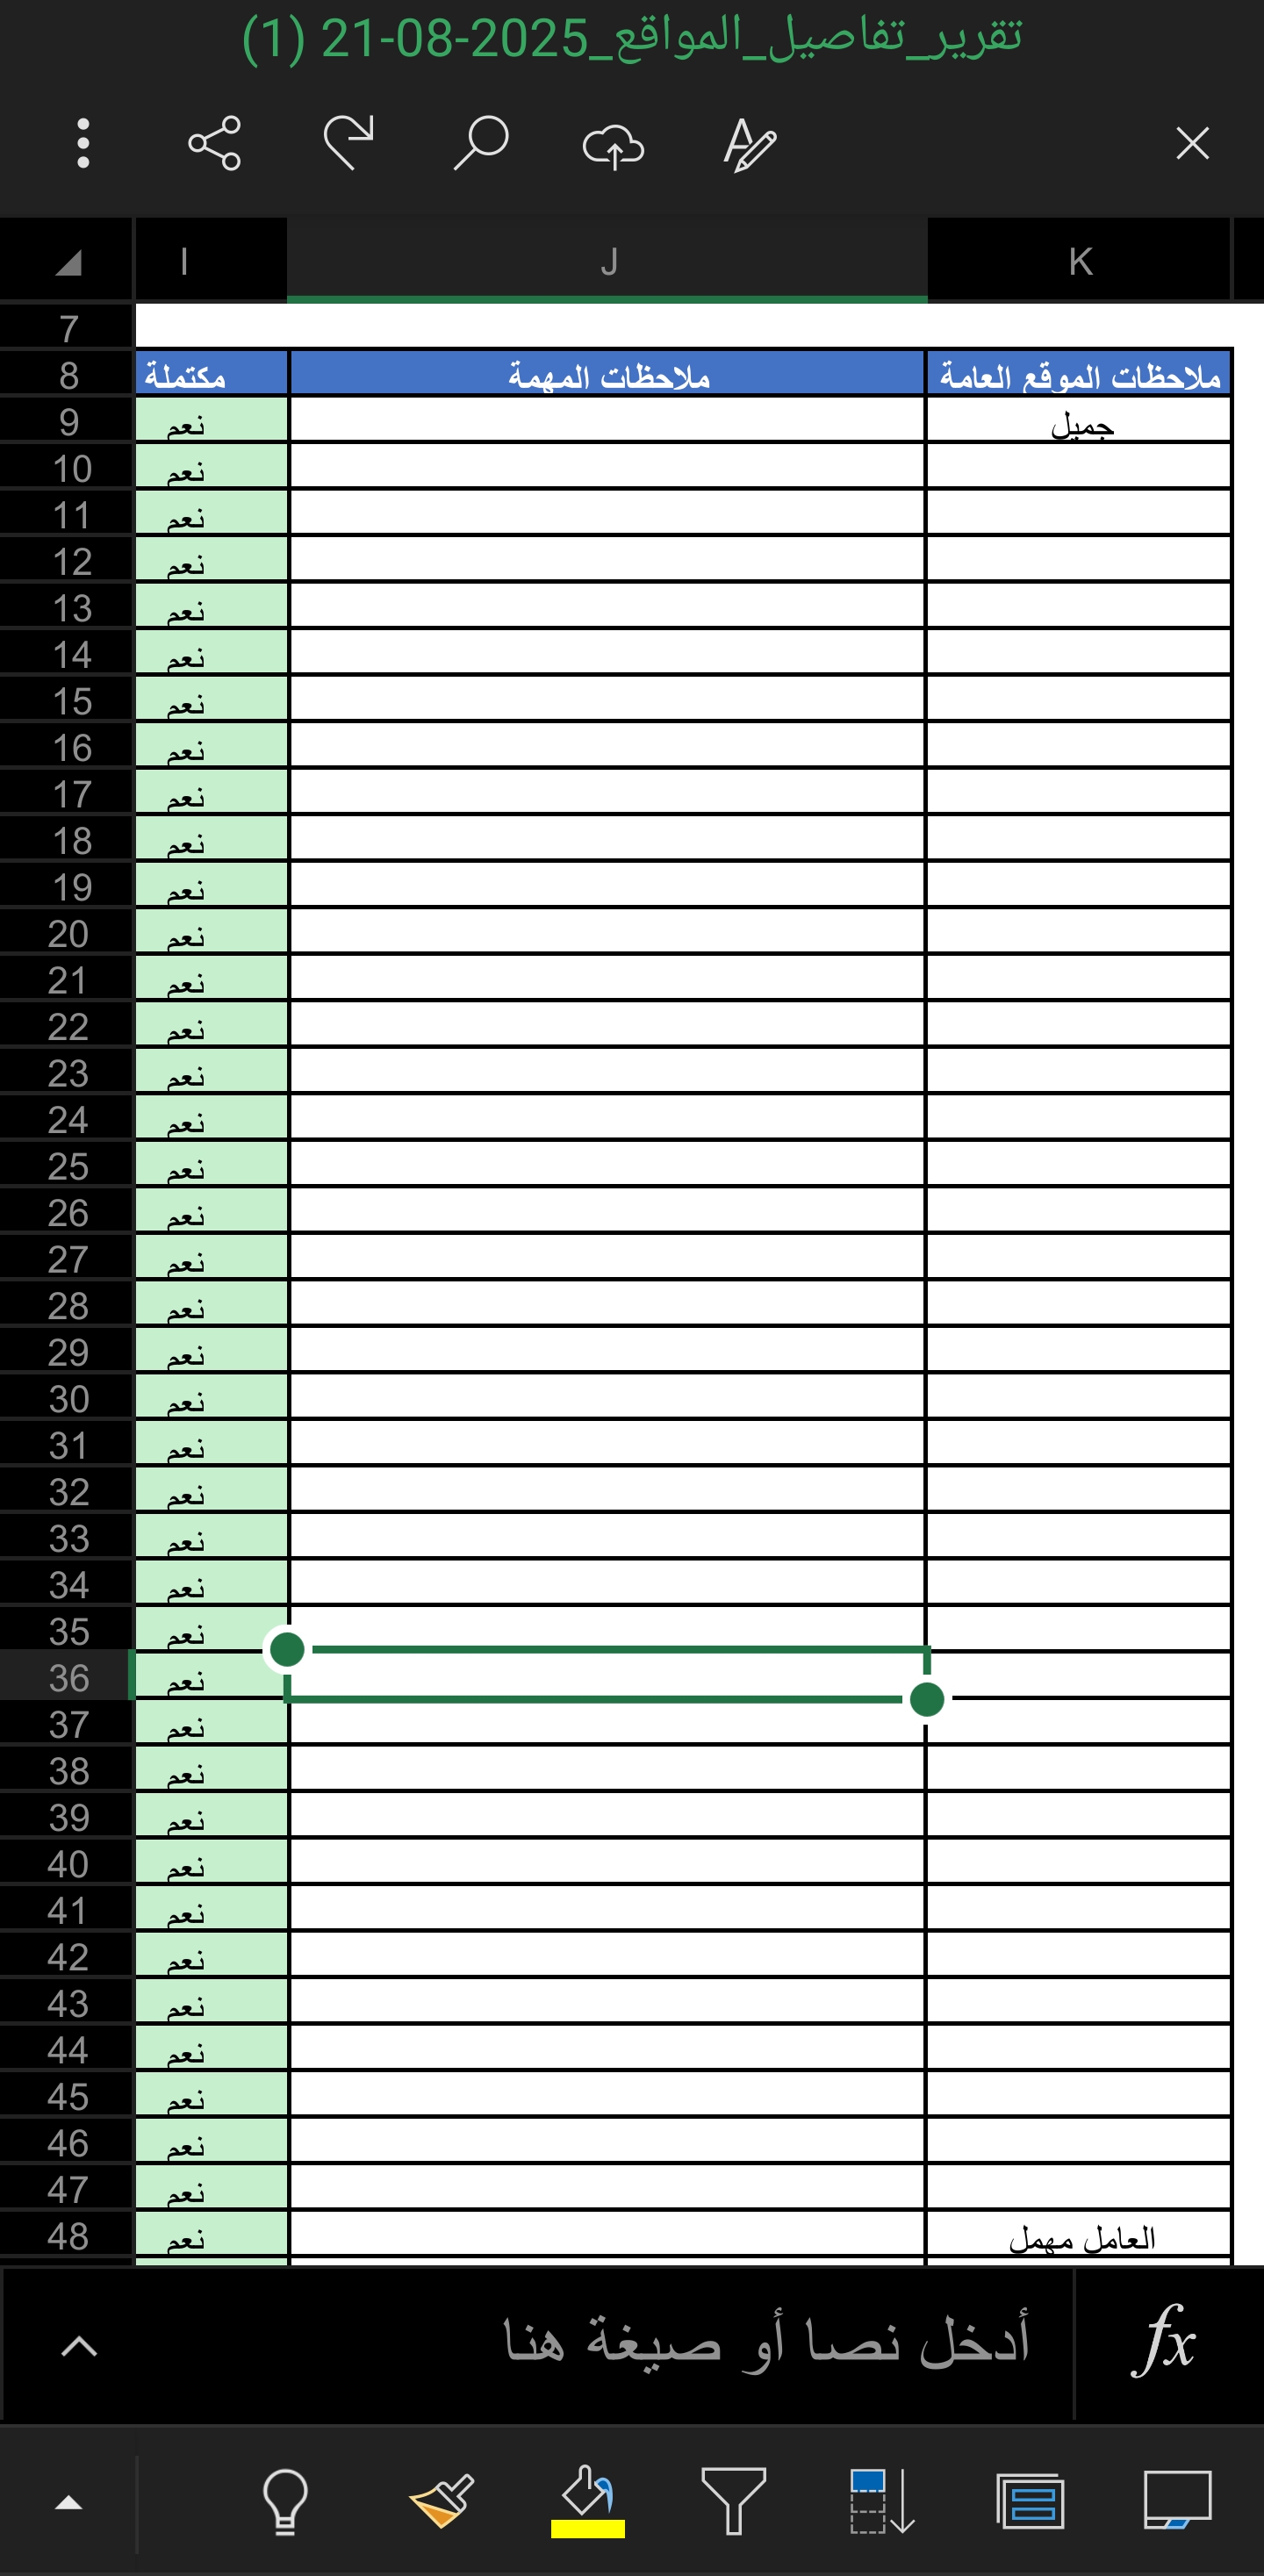 تقرير_تفاصيل_المواقع_2025-08-21 (1)
I J K
7
8 مكتملة ملاحظات المهمة ملاحظات الموقع العامة
9 نعم جميل
10 نعم
11 نعم
12 نعم
13 نعم
14 نعم
15 نعم
16 نعم
17 نعم
18 نعم
19 نعم
20 نعم
21 نعم
22 نعم
23 نعم
24 نعم
25 نعم
26 نعم
27 نعم
28 نعم
29 نعم
30 نعم
31 نعم
32 نعم
33 نعم
34 نعم
35 نعم
36 نعم
37 نعم
38 نعم
39 نعم
40 نعم
41 نعم
42 نعم
43 نعم
44 نعم
45 نعم
46 نعم
47 نعم
48 نعم العامل مهمل
أدخل نصا أو صيغة هنا fx